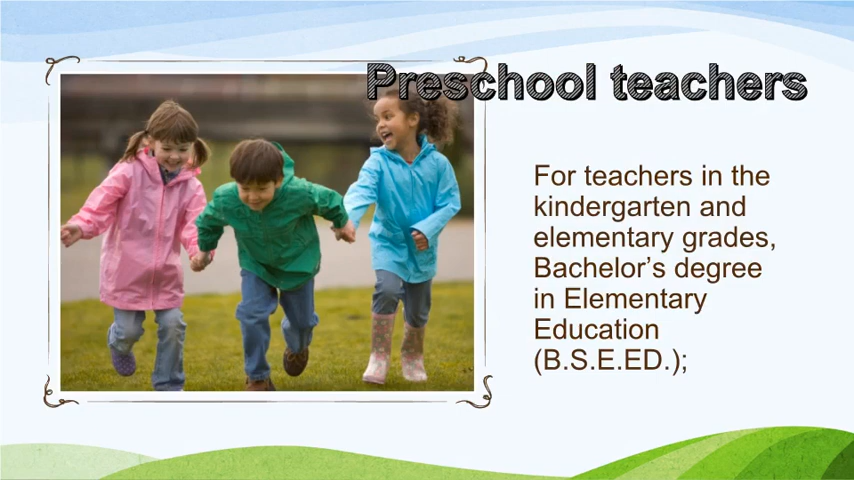 Preschool teachers
For teachers in the
kindergarten and
elementary grades,
Bachelor’s degree
in Elementary
Education
(B.S.E.ED.);